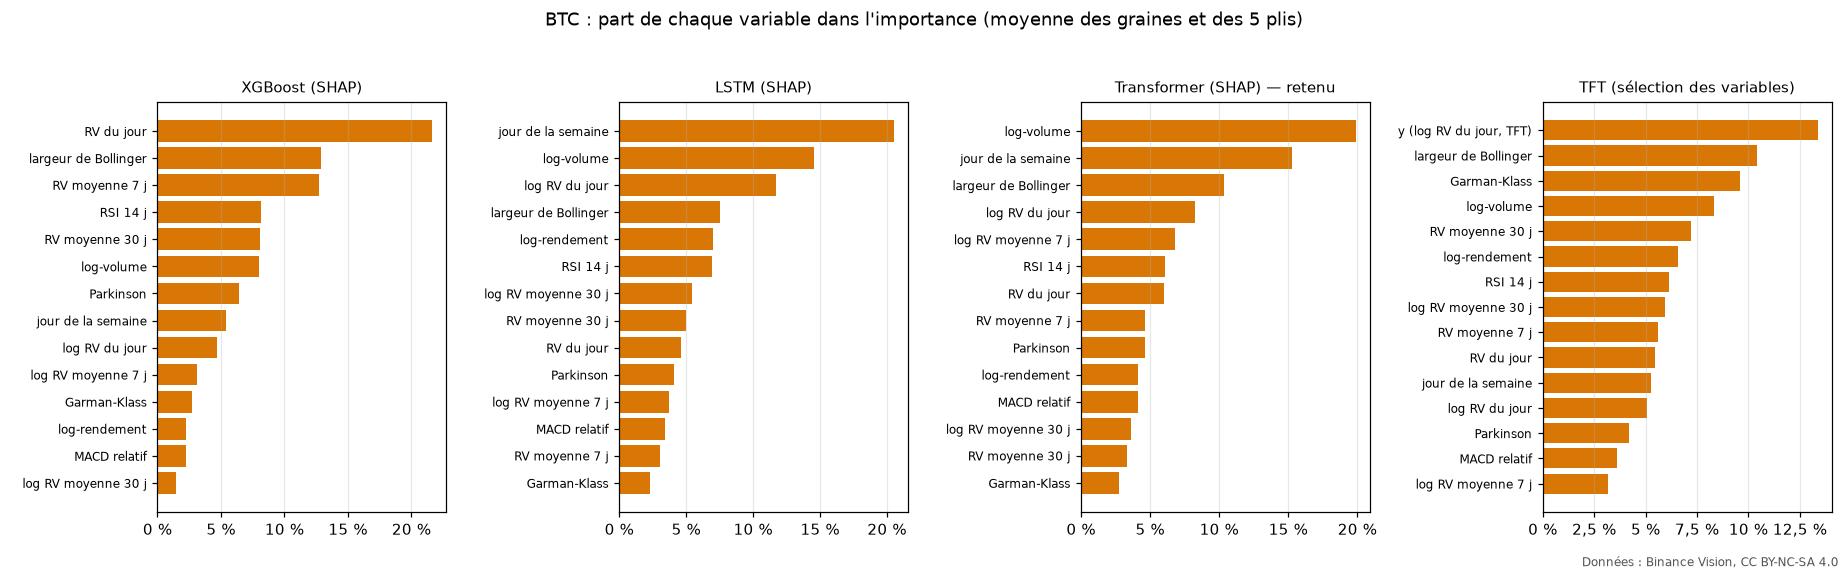 BTC : part de chaque variable dans l'importance (moyenne des graines et des 5 plis)
XGBoost (SHAP)
RV du jour
largeur de Bollinger
RV moyenne 7 j
RSI 14 j
RV moyenne 30 j
log-volume
Parkinson
jour de la semaine
log RV du jour
log RV moyenne 7 j
Garman-Klass
log-rendement
MACD relatif
log RV moyenne 30 j
0 % 5 % 10 % 15 % 20 %
LSTM (SHAP)
jour de la semaine
log-volume
log RV du jour
largeur de Bollinger
log-rendement
RSI 14 j
log RV moyenne 30 j
RV moyenne 30 j
RV du jour
Parkinson
log RV moyenne 7 j
MACD relatif
RV moyenne 7 j
Garman-Klass
0 % 5 % 10 % 15 % 20 %
Transformer (SHAP) — retenu
log-volume
jour de la semaine
largeur de Bollinger
log RV du jour
log RV moyenne 7 j
RSI 14 j
RV du jour
RV moyenne 7 j
Parkinson
log-rendement
MACD relatif
log RV moyenne 30 j
RV moyenne 30 j
Garman-Klass
0 % 5 % 10 % 15 % 20 %
TFT (sélection des variables)
y (log RV du jour, TFT)
largeur de Bollinger
Garman-Klass
log-volume
RV moyenne 30 j
log-rendement
RSI 14 j
log RV moyenne 30 j
RV moyenne 7 j
RV du jour
jour de la semaine
log RV du jour
Parkinson
MACD relatif
log RV moyenne 7 j
0 % 2,5 % 5 % 7,5 % 10 % 12,5 %
Données : Binance Vision, CC BY-NC-SA 4.0